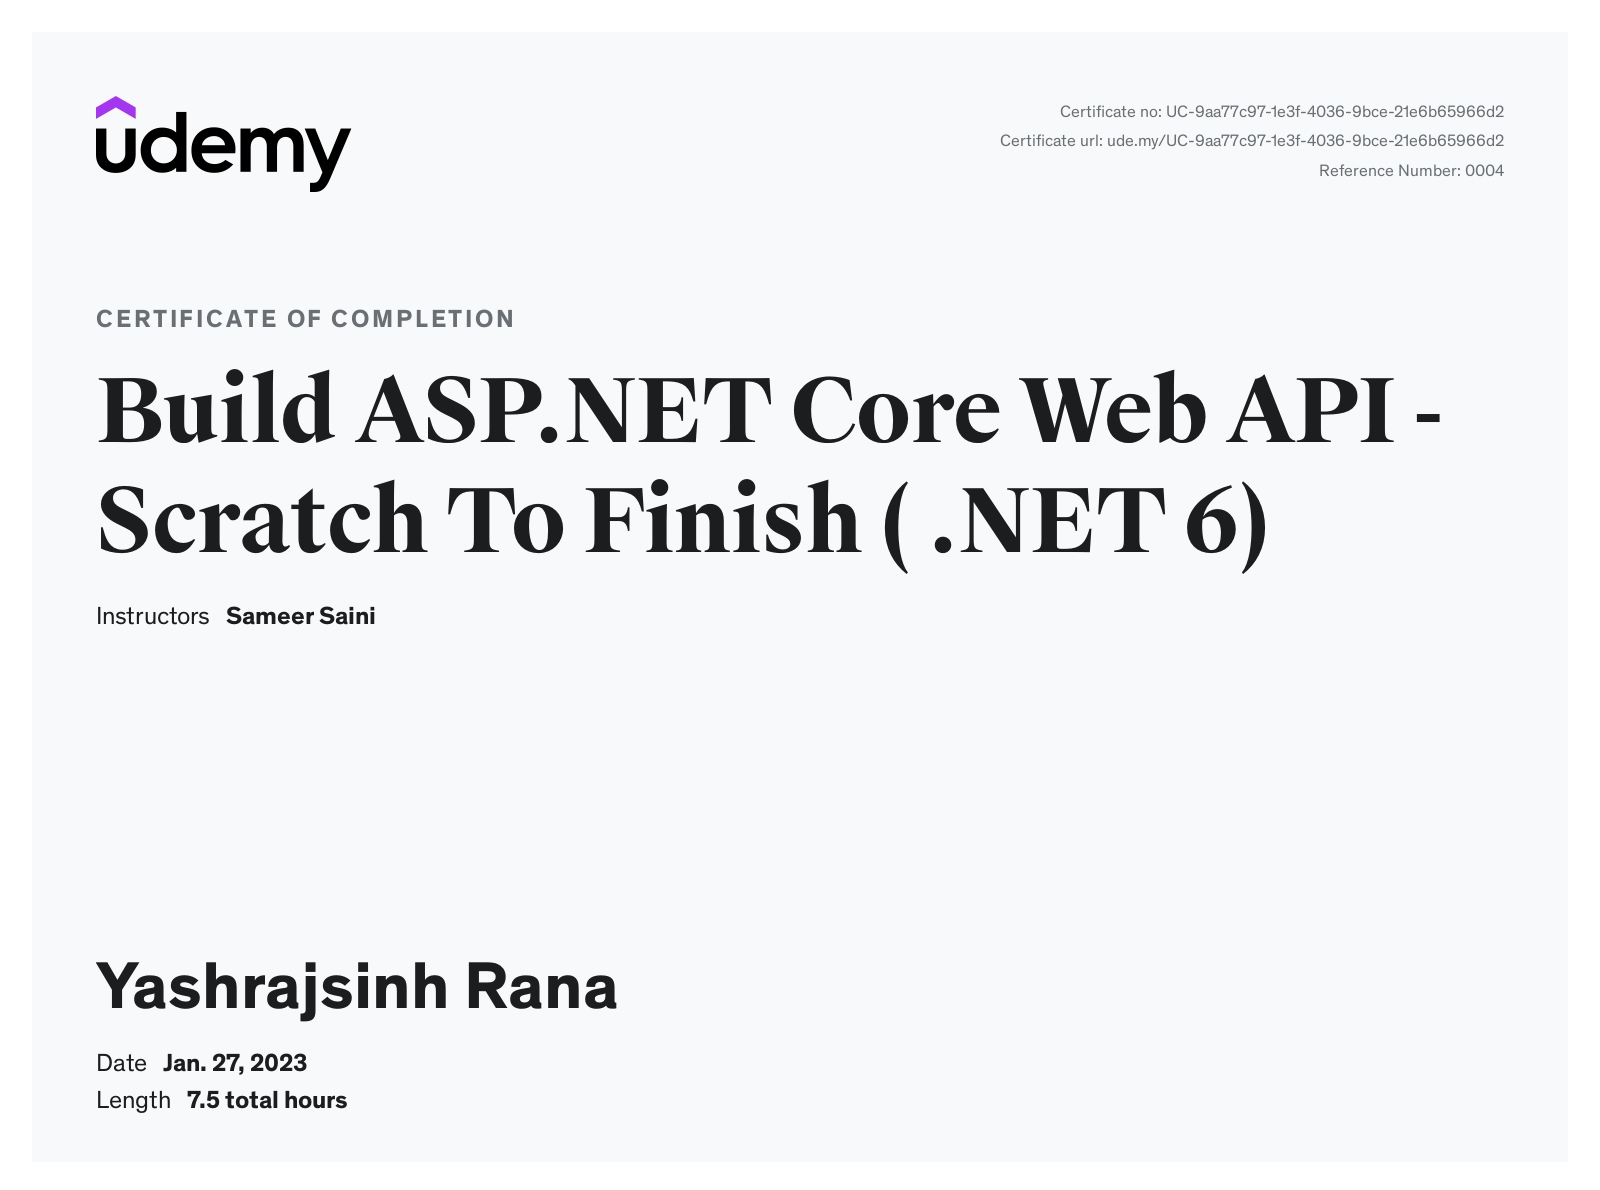 udemy
Certificate no: UC-9aa77c97-1e3f-4036-9bce-21e6b65966d2
Certificate url: ude.my/UC-9aa77c97-1e3f-4036-9bce-21e6b65966d2
Reference Number: 0004
CERTIFICATE OF COMPLETION
Build ASP.NET Core Web API -
Scratch To Finish ( .NET 6)
Instructors Sameer Saini
Yashrajsinh Rana
Date Jan. 27, 2023
Length 7.5 total hours